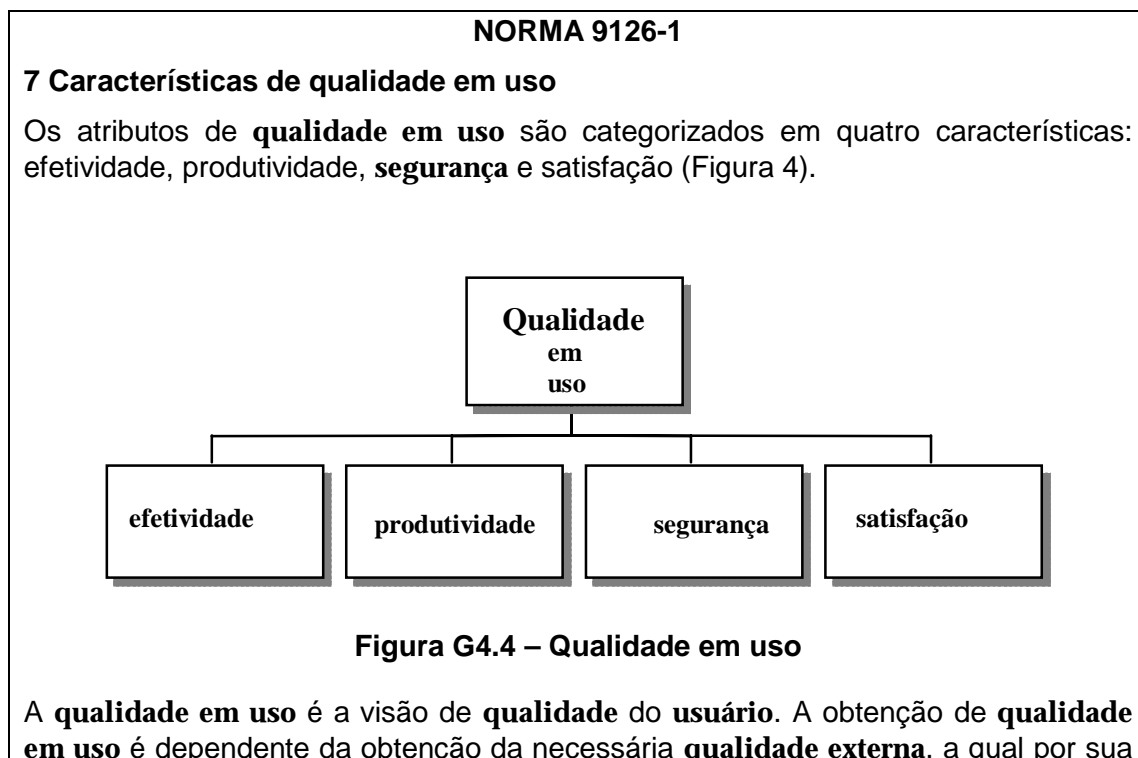 NORMA 9126-1
7 Características de qualidade em uso
Os atributos de qualidade em uso são categorizados em quatro características:
efetividade, produtividade, segurança e satisfação (Figura 4).
Qualidade
em
uso
efetividade
produtividade
segurança
satisfação
Figura G4.4 – Qualidade em uso
A qualidade em uso é a visão de qualidade do usuário. A obtenção de qualidade
em uso é dependente da obtenção da necessária qualidade externa, a qual por sua